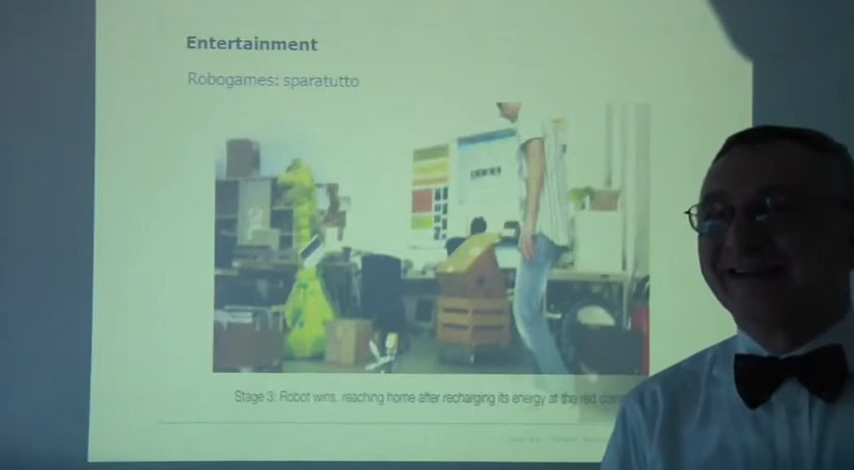 Entertainment
Robogames: sparatutto
Stage 3: Robot wins, reaching home after recharging its energy at the red